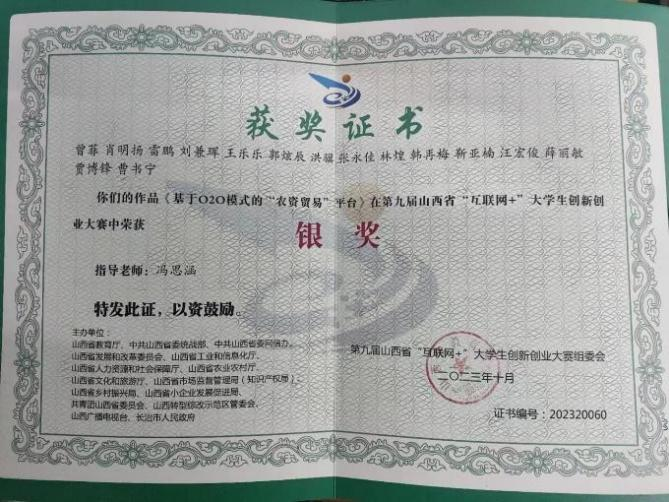 获奖证书
曾菲 肖明扬 雷鹏 刘兼珲 王乐乐 郭炫辰 洪骝 张永佳 林煌 韩再梅 靳亚楠 汪宏俊 薛丽敏
贾博锋 曹书宁
你们的作品《基于O2O模式的“农资贸易”平台》在第九届山西省“互联网+”大学生创新创
业大赛中荣获
银奖
指导老师：冯思涵
特发此证，以资鼓励。
主办单位：
山西省教育厅、中共山西省委统战部、中共山西省委网信办、
山西省发展和改革委员会、山西省工业和信息化厅、
山西省人力资源和社会保障厅、山西省农业农村厅、
山西省文化和旅游厅、山西省市场监督管理局（知识产权局）、
山西省乡村振兴局、山西省小企业发展促进局、
共青团山西省委员会、山西转型综改示范区管委会、
山西广播电视台、长治市人民政府
第九届山西省“互联网+”大学生创新创业大赛组委会
二〇二三年十月
证书编号：202320060